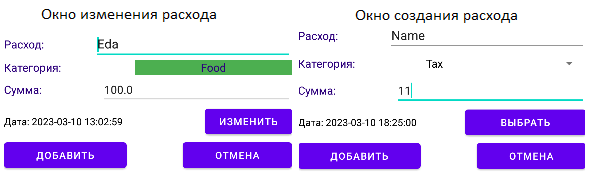 Окно изменения расхода
Расход: Eda
Категория: Food
Сумма: 100.0
Дата: 2023-03-10 13:02:59 ИЗМЕНИТЬ
ДОБАВИТЬ ОТМЕНА
Окно создания расхода
Расход: Name
Категория: Tax
Сумма: 11
Дата: 2023-03-10 18:25:00 ВЫБРАТЬ
ДОБАВИТЬ ОТМЕНА